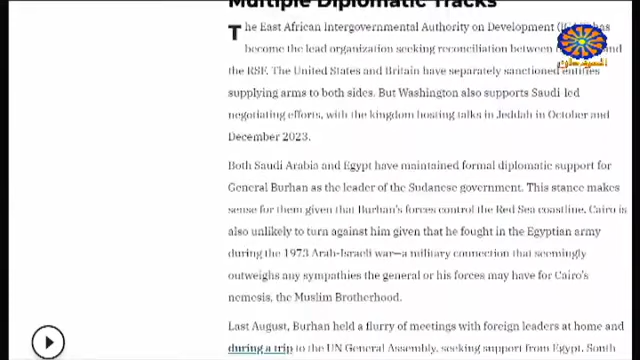 Multiple Diplomatic Tracks
The East African Intergovernmental Authority on Development has
become the lead organization seeking reconciliation between and
the RSF. The United States and Britain have separately sanctioned entities
supplying arms to both sides. But Washington also supports Saudi-led
negotiating efforts, with the kingdom hosting talks in Jeddah in October and
December 2023.
Both Saudi Arabia and Egypt have maintained formal diplomatic support for
General Burhan as the leader of the Sudanese government. This stance makes
sense for them given that Burhan's forces control the Red Sea coastline. Cairo is
also unlikely to turn against him given that he fought in the Egyptian army
during the 1973 Arab-Israeli war—a military connection that seemingly
outweighs any sympathies the general or his forces may have for Cairo's
nemesis, the Muslim Brotherhood.
Last August, Burhan held a flurry of meetings with foreign leaders at home and
during a trip to the UN General Assembly, seeking support from Egypt, South